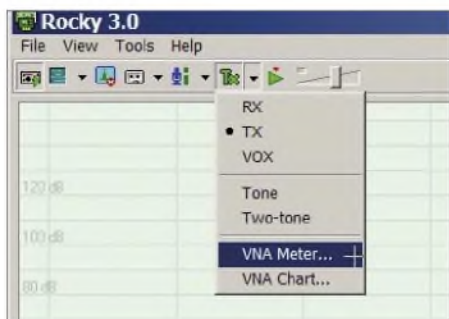 Rocky 3.0
File View Tools Help
RX
TX
VOX
Tone
Two-tone
VNA Meter...
VNA Chart...
120 dB
100 dB
80 dB